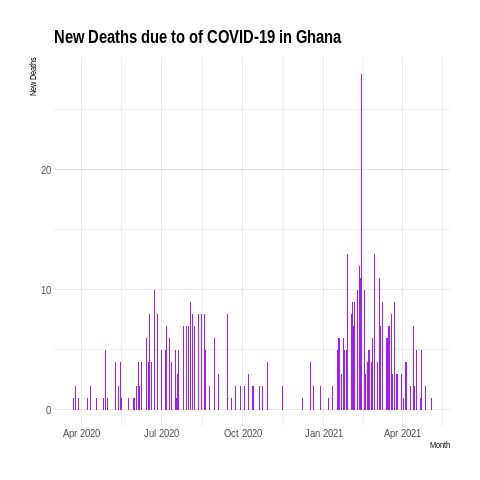 New Deaths due to of COVID-19 in Ghana
New Deaths
20
10
0
Apr 2020 Jul 2020 Oct 2020 Jan 2021 Apr 2021
Month